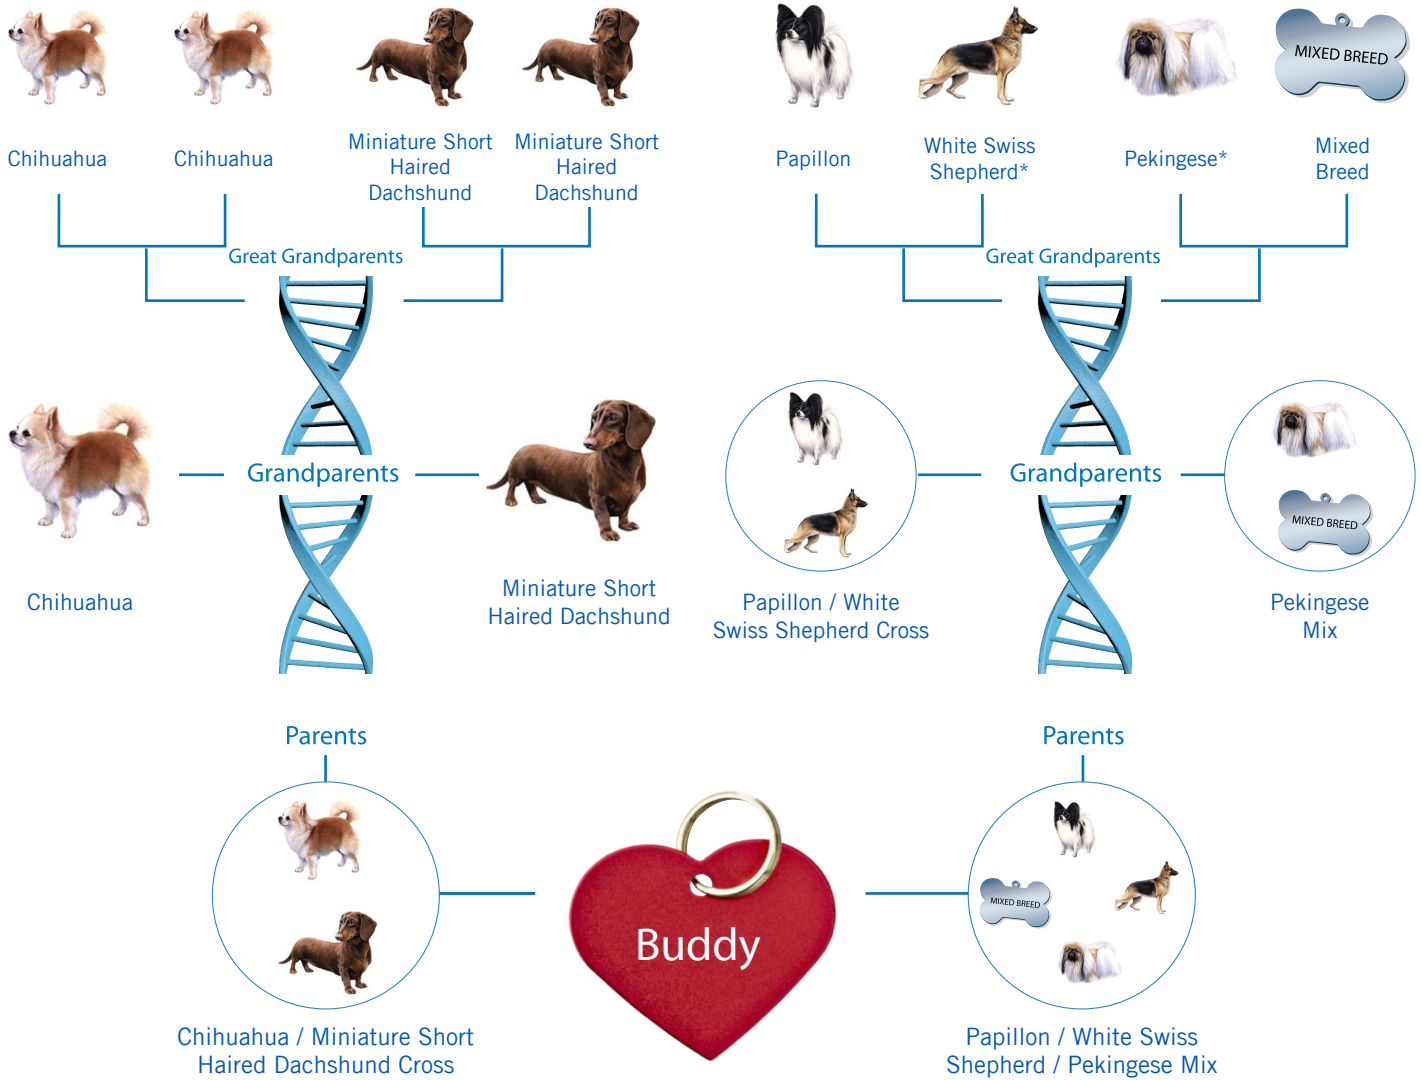 MIXED BREED
Chihuahua
Chihuahua
Miniature Short
Haired
Dachshund
Miniature Short
Haired
Dachshund
Papillon
White Swiss
Shepherd*
Pekingese*
Mixed
Breed
Great Grandparents
Great Grandparents
MIXED BREED
Grandparents
Grandparents
Chihuahua
Miniature Short
Haired Dachshund
Papillon / White
Swiss Shepherd Cross
Pekingese
Mix
Parents
Parents
MIXED BREED
Buddy
Chihuahua / Miniature Short
Haired Dachshund Cross
Papillon / White Swiss
Shepherd / Pekingese Mix